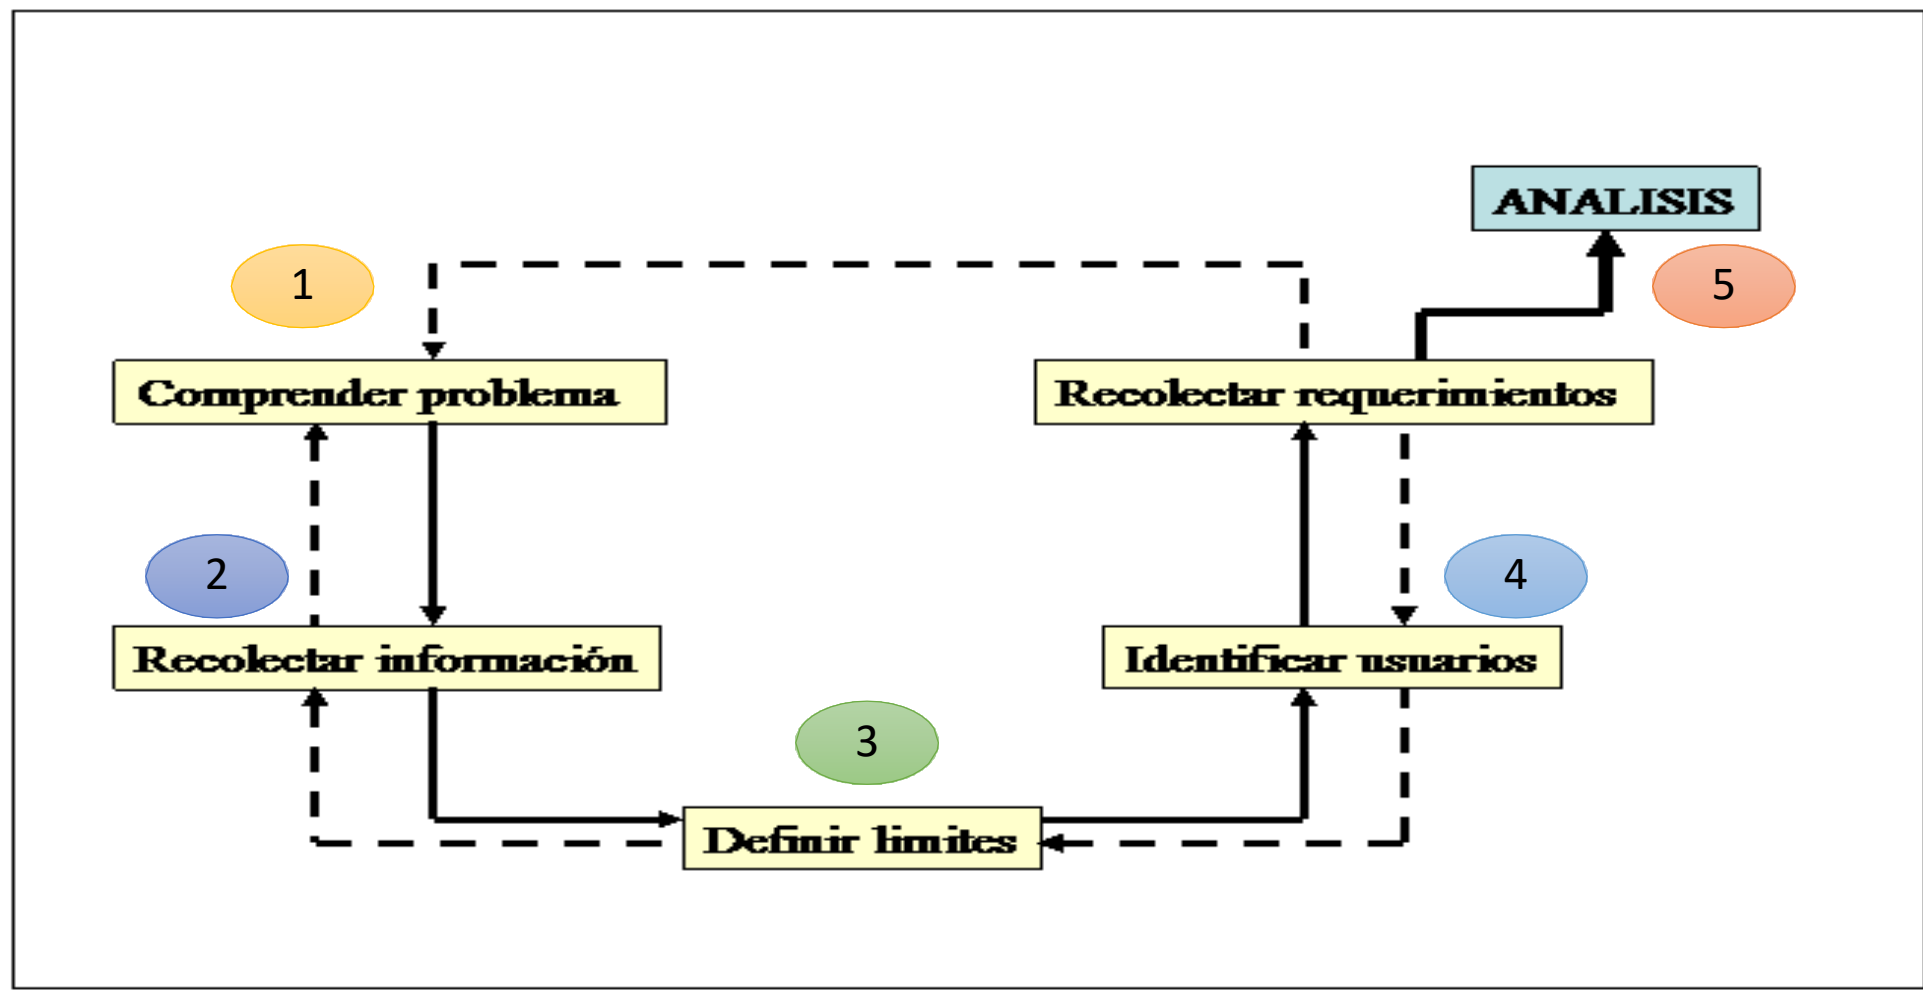 ANALISIS
1
5
Comprender problema
Recolectar requerimientos
2
4
Recolectar información
Identificar usuarios
3
Definir limites